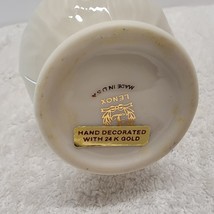 MADE IN U.S.A.
LENOX
HAND DECORATED
WITH 24 K GOLD